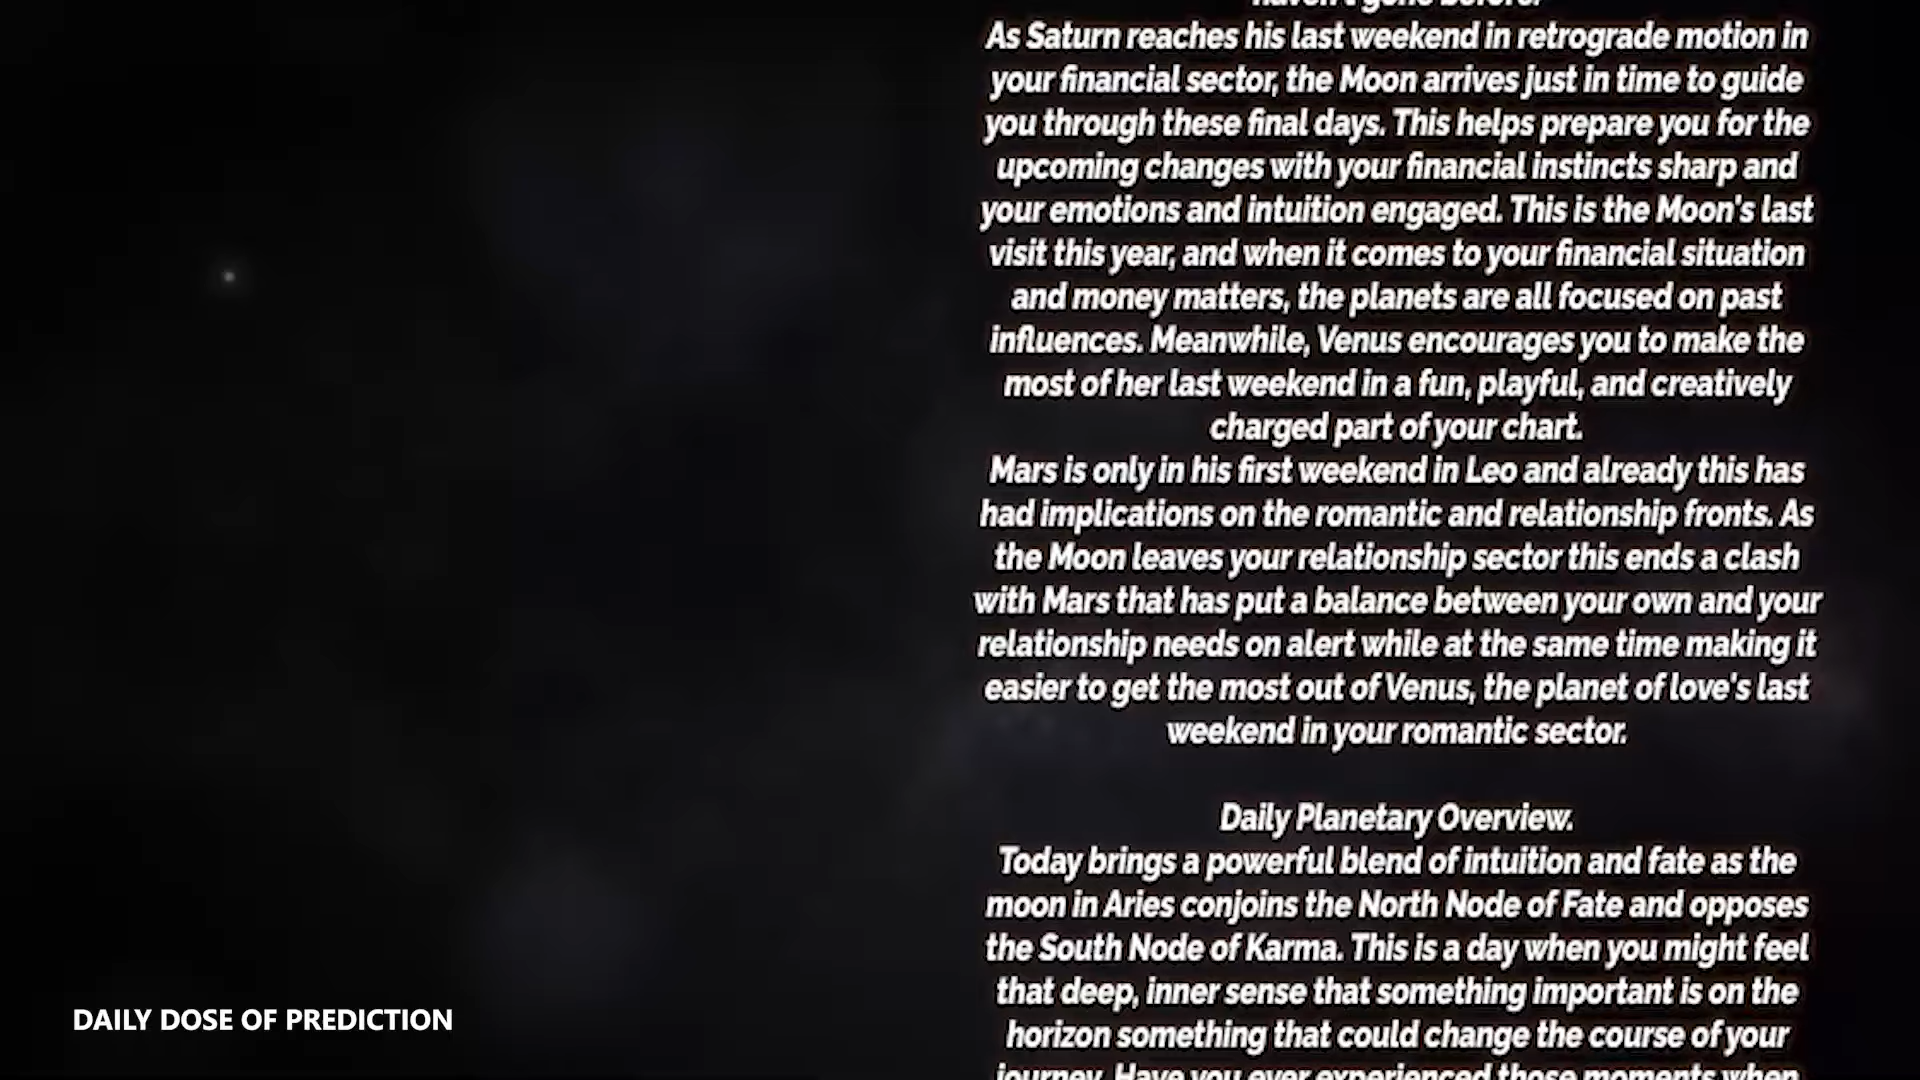 haven't gone before.
As Saturn reaches his last weekend in retrograde motion in
your financial sector, the Moon arrives just in time to guide
you through these final days. This helps prepare you for the
upcoming changes with your financial instincts sharp and
your emotions and intuition engaged. This is the Moon's last
visit this year, and when it comes to your financial situation
and money matters, the planets are all focused on past
influences. Meanwhile, Venus encourages you to make the
most of her last weekend in a fun, playful, and creatively
charged part of your chart.
Mars is only in his first weekend in Leo and already this has
had implications on the romantic and relationship fronts. As
the Moon leaves your relationship sector this ends a clash
with Mars that has put a balance between your own and your
relationship needs on alert while at the same time making it
easier to get the most out of Venus, the planet of love's last
weekend in your romantic sector.
Daily Planetary Overview.
Today brings a powerful blend of intuition and fate as the
moon in Aries conjoins the North Node of Fate and opposes
the South Node of Karma. This is a day when you might feel
that deep, inner sense that something important is on the
horizon something that could change the course of your
journey. Have you ever experienced those moments when
DAILY DOSE OF PREDICTION